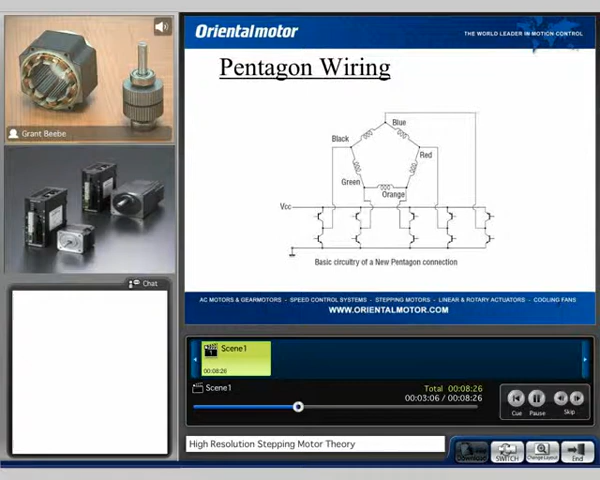 Orientalmotor
THE WORLD LEADER IN MOTION CONTROL
Pentagon Wiring
Blue
Black
Red
Green
Orange
Vcc
Basic circuitry of a New Pentagon connection
AC MOTORS & GEARMOTORS - SPEED CONTROL SYSTEMS - STEPPING MOTORS - LINEAR & ROTARY ACTUATORS - COOLING FANS
WWW.ORIENTALMOTOR.COM
Grant Beebe
Chat
Scene1
00:08:26
Scene1
Total 00:08:26
00:03:06 / 00:08:26
Cue Pause Skip
High Resolution Stepping Motor Theory
Download SWITCH Change Layout End